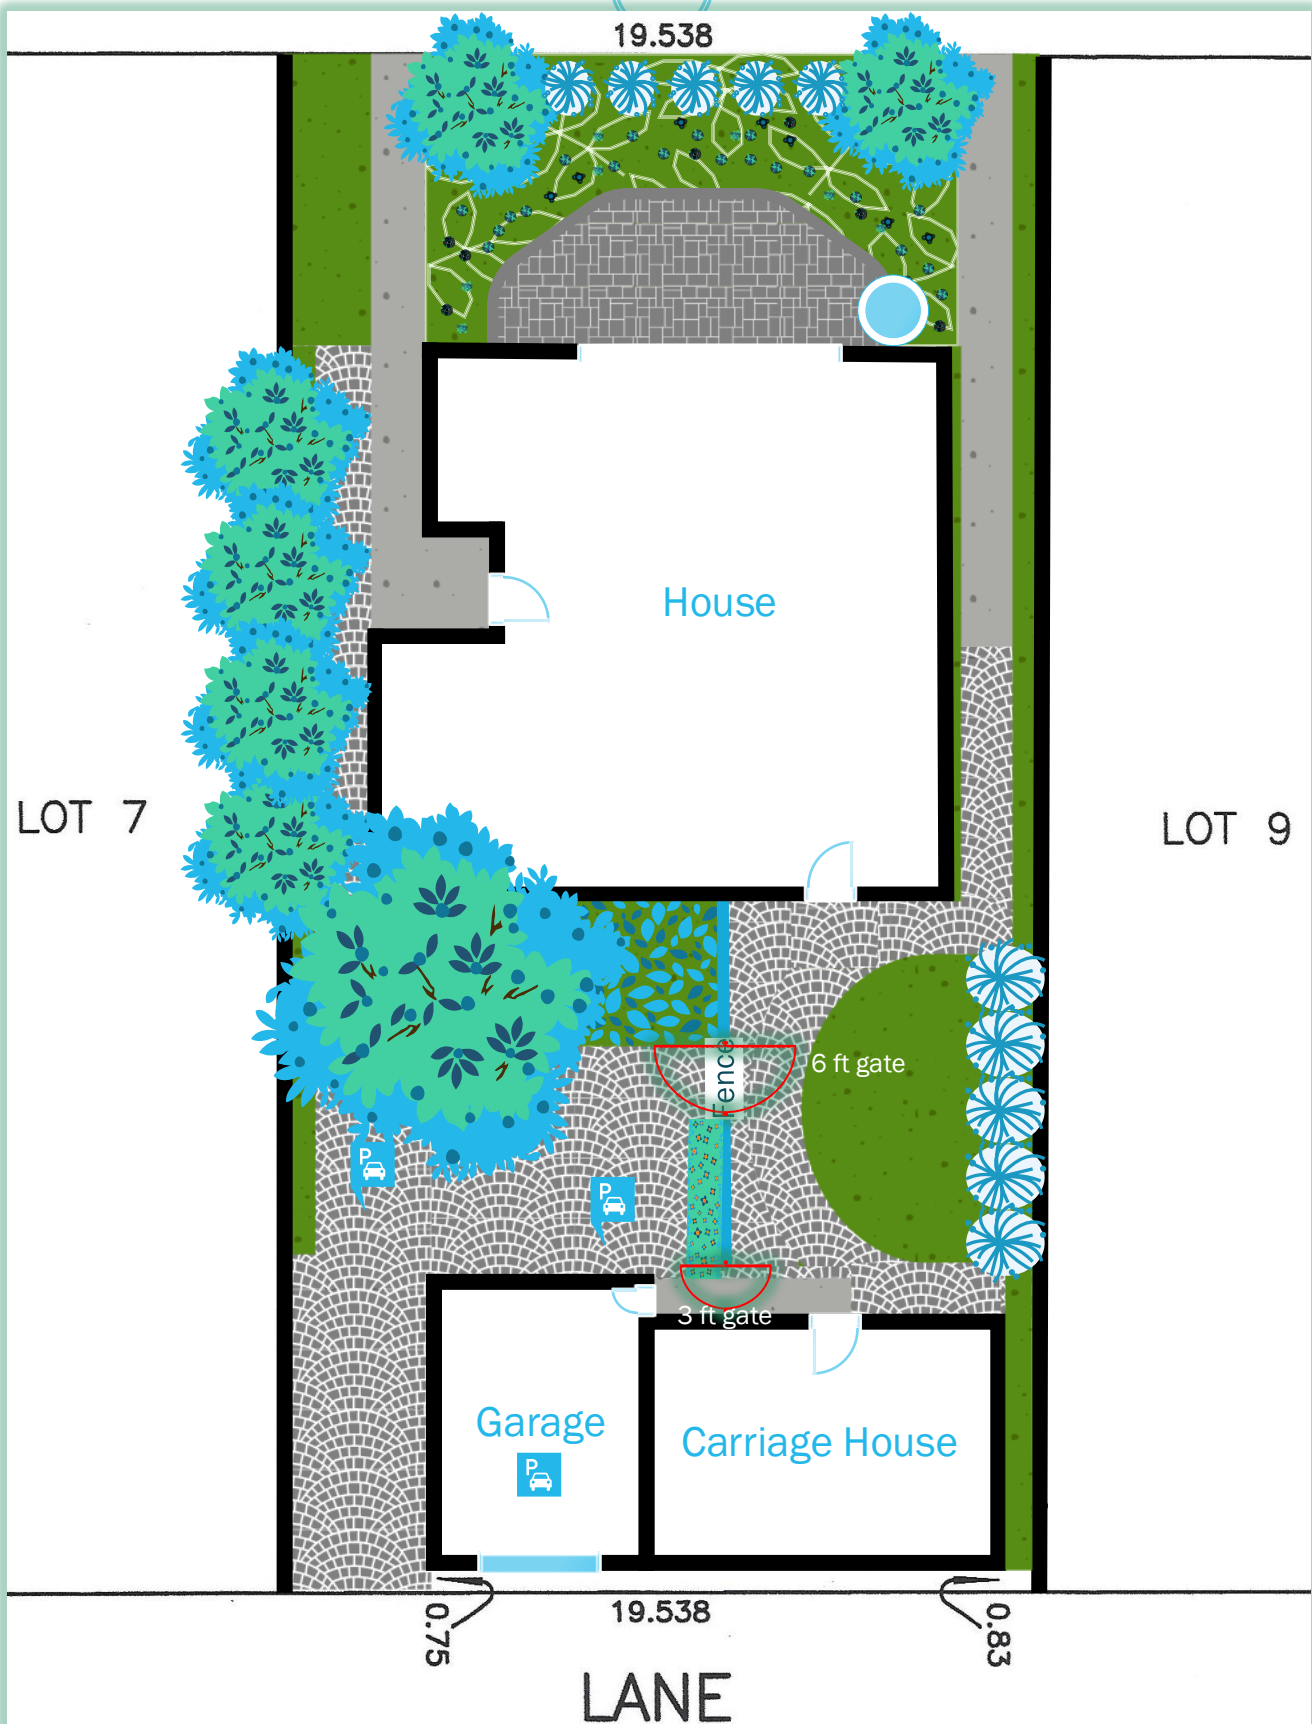 19.538
House
LOT 7
LOT 9
Fence
6 ft gate
P
P
3 ft gate
Garage
Carriage House
P
0.75
19.538
0.83
LANE